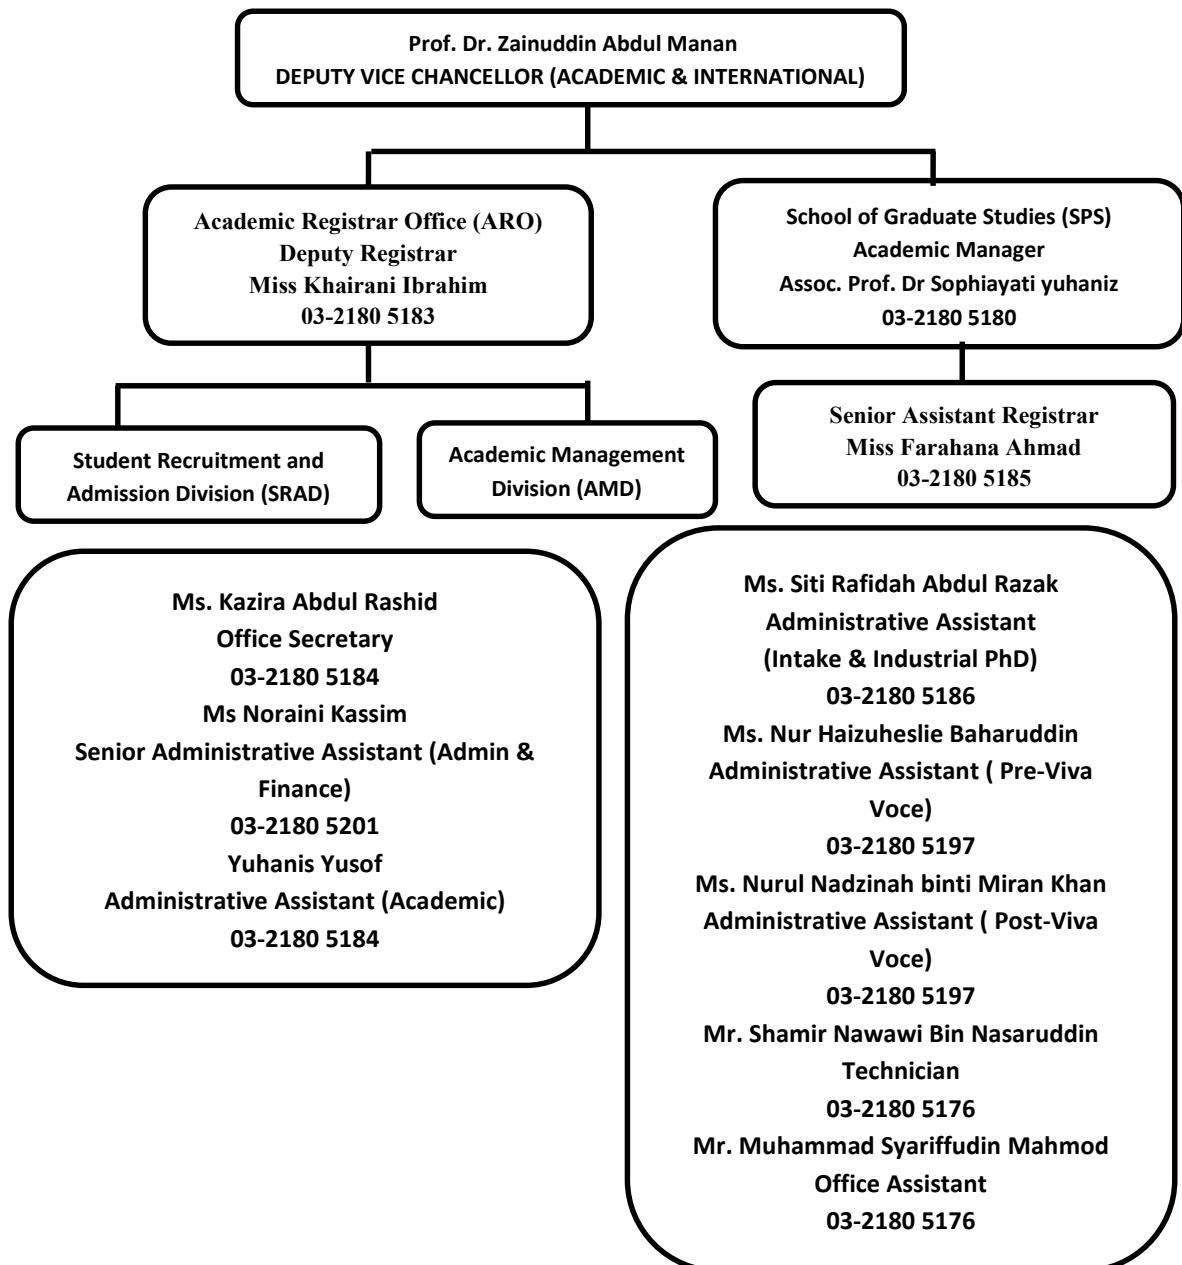 Prof. Dr. Zainuddin Abdul Manan
DEPUTY VICE CHANCELLOR (ACADEMIC & INTERNATIONAL)
Academic Registrar Office (ARO)
Deputy Registrar
Miss Khairani Ibrahim
03-2180 5183
School of Graduate Studies (SPS)
Academic Manager
Assoc. Prof. Dr Sophiayati yuhaniz
03-2180 5180
Student Recruitment and
Admission Division (SRAD)
Academic Management
Division (AMD)
Senior Assistant Registrar
Miss Farahana Ahmad
03-2180 5185
Ms. Kazira Abdul Rashid
Office Secretary
03-2180 5184
Ms Noraini Kassim
Senior Administrative Assistant (Admin &
Finance)
03-2180 5201
Yuhanis Yusof
Administrative Assistant (Academic)
03-2180 5184
Ms. Siti Rafidah Abdul Razak
Administrative Assistant
(Intake & Industrial PhD)
03-2180 5186
Ms. Nur Haizuheslie Baharuddin
Administrative Assistant ( Pre-Viva
Voce)
03-2180 5197
Ms. Nurul Nadzinah binti Miran Khan
Administrative Assistant ( Post-Viva
Voce)
03-2180 5197
Mr. Shamir Nawawi Bin Nasaruddin
Technician
03-2180 5176
Mr. Muhammad Syariffudin Mahmod
Office Assistant
03-2180 5176